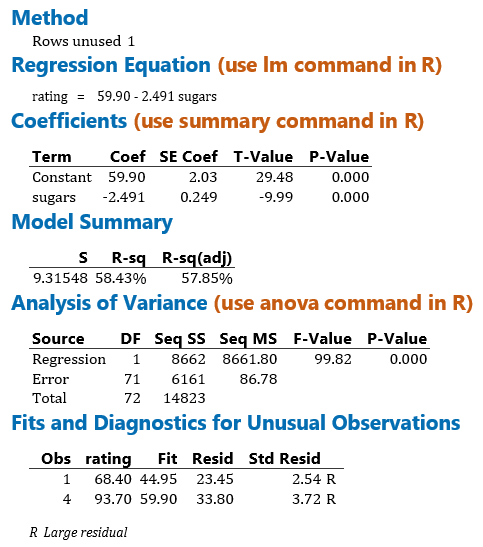 Method
Rows unused 1
Regression Equation (use lm command in R)
rating = 59.90 - 2.491 sugars
Coefficients (use summary command in R)
Term Coef SE Coef T-Value P-Value
Constant 59.90 2.03 29.48 0.000
sugars -2.491 0.249 -9.99 0.000
Model Summary
S R-sq R-sq(adj)
9.31548 58.43% 57.85%
Analysis of Variance (use anova command in R)
Source DF Seq SS Seq MS F-Value P-Value
Regression 1 8662 8661.80 99.82 0.000
Error 71 6161 86.78
Total 72 14823
Fits and Diagnostics for Unusual Observations
Obs rating Fit Resid Std Resid
1 68.40 44.95 23.45 2.54 R
4 93.70 59.90 33.80 3.72 R
R Large residual